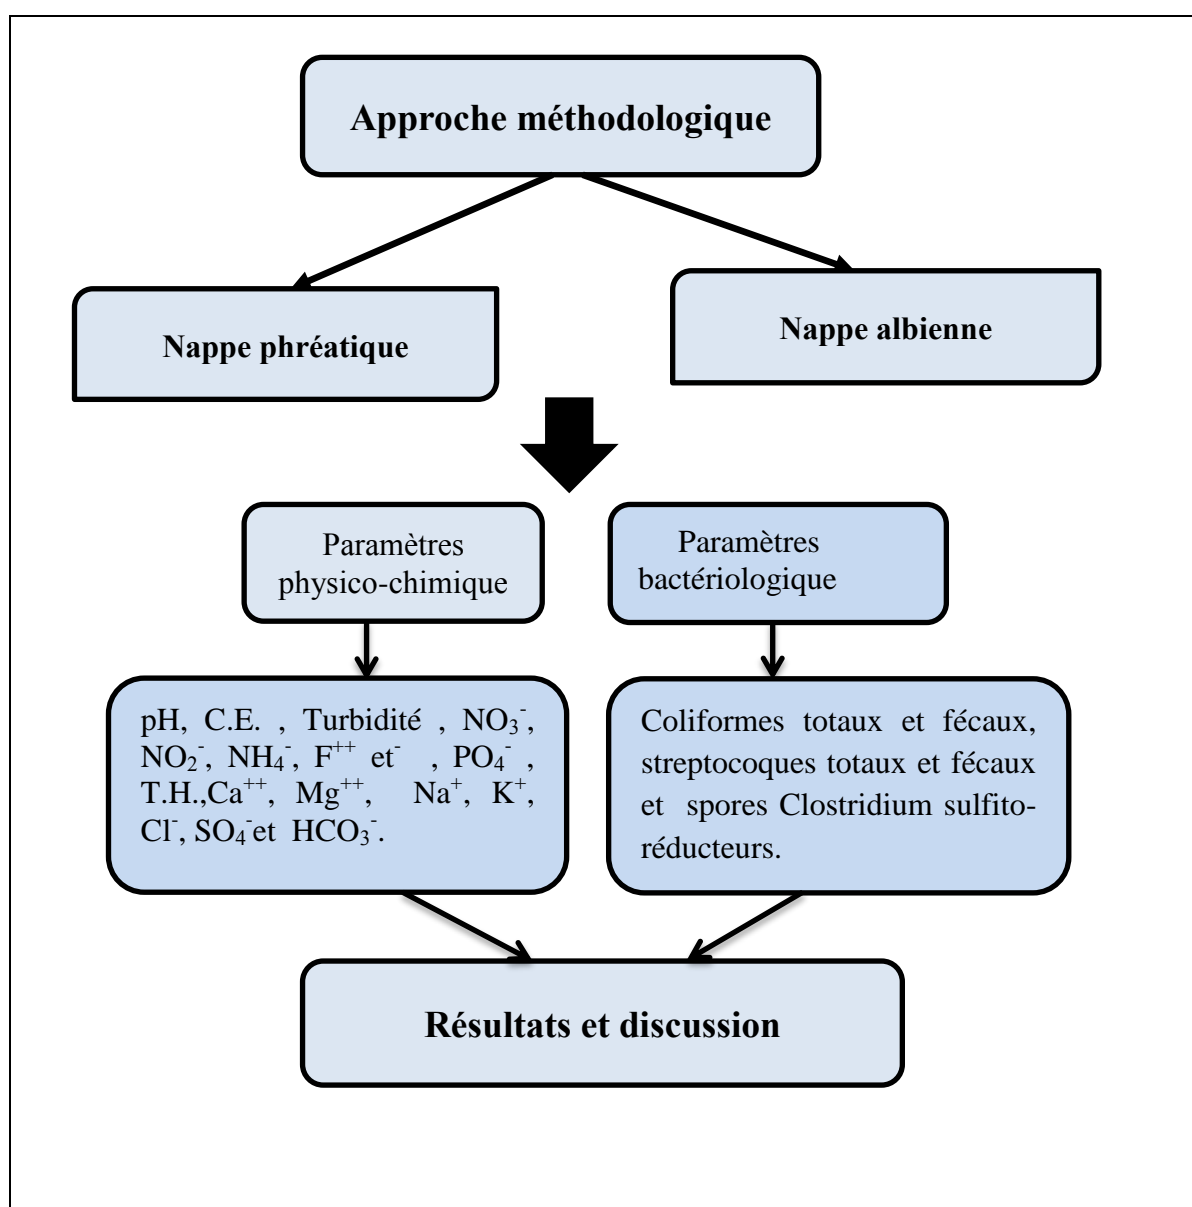 Approche méthodologique
Nappe phréatique
Nappe albienne
Paramètres
physico-chimique
Paramètres
bactériologique
pH, C.E. , Turbidité , NO₃⁻,
NO₂⁻, NH₄⁻, F⁺⁺ et⁻ , PO₄⁻ ,
T.H.,Ca⁺⁺, Mg⁺⁺, Na⁺, K⁺,
Cl⁻, SO₄⁻et HCO₃⁻.
Coliformes totaux et fécaux,
streptocoques totaux et fécaux
et spores Clostridium sulfito-
réducteurs.
Résultats et discussion